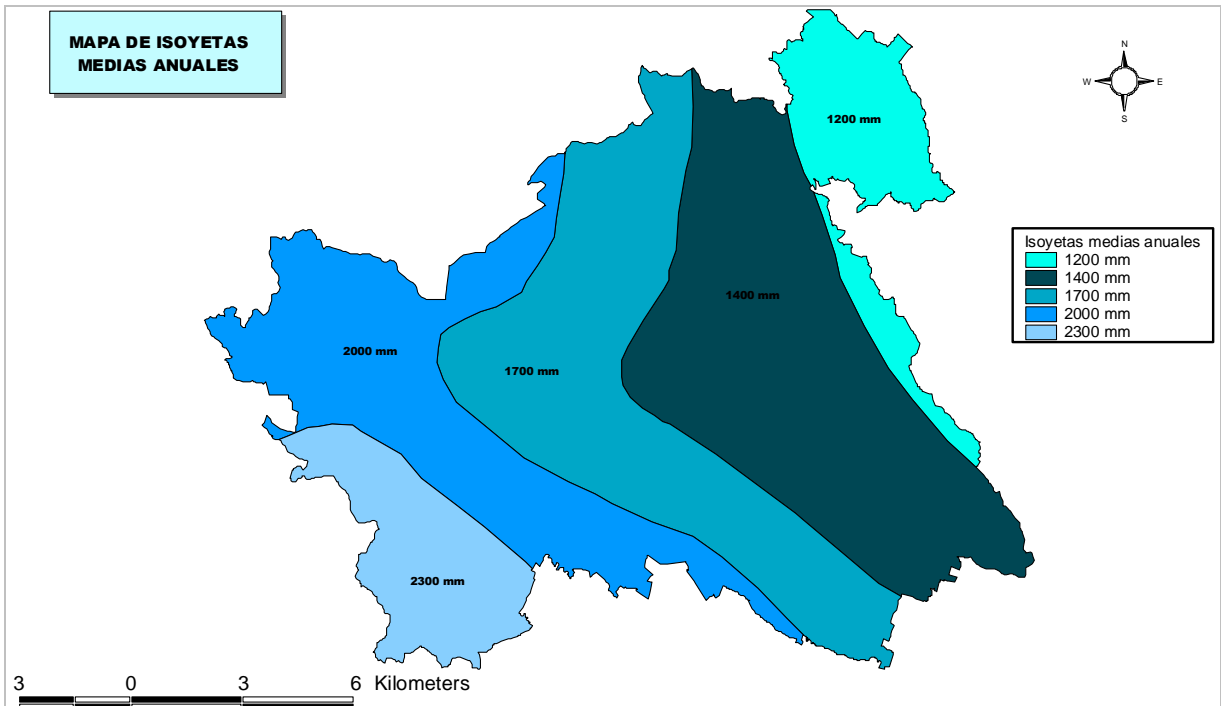 MAPA DE ISOYETAS
MEDIAS ANUALES
N
W E
S
1200 mm
1400 mm
2000 mm
1700 mm
2300 mm
Isoyetas medias anuales
1200 mm
1400 mm
1700 mm
2000 mm
2300 mm
3 0 3 6 Kilometers